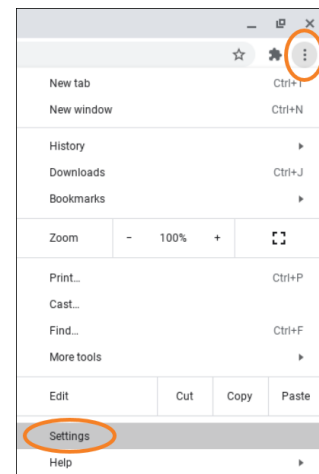 New tab Ctrl+T
New window Ctrl+N
History
Downloads Ctrl+J
Bookmarks
Zoom - 100% +
Print... Ctrl+P
Cast...
Find... Ctrl+F
More tools
Edit Cut Copy Paste
Settings
Help